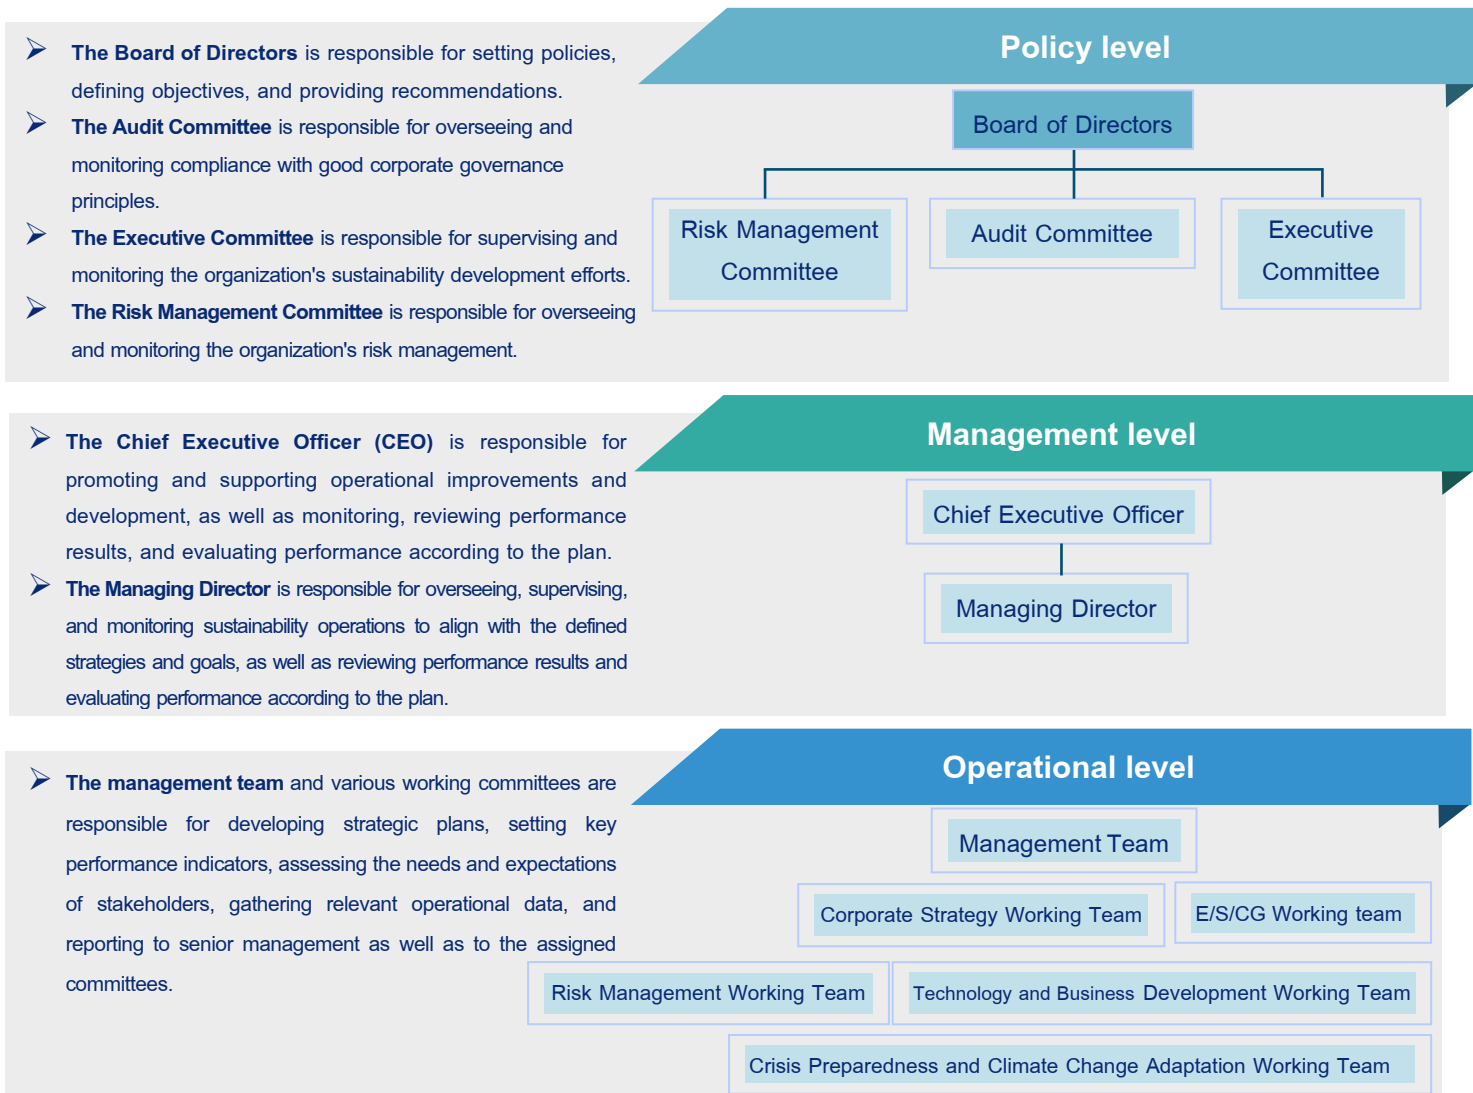 The Board of Directors is responsible for setting policies,
defining objectives, and providing recommendations.
The Audit Committee is responsible for overseeing and
monitoring compliance with good corporate governance
principles.
The Executive Committee is responsible for supervising and
monitoring the organization's sustainability development efforts.
The Risk Management Committee is responsible for overseeing
and monitoring the organization's risk management.
Policy level
Board of Directors
Risk Management
Committee
Audit Committee
Executive
Committee
The Chief Executive Officer (CEO) is responsible for
promoting and supporting operational improvements and
development, as well as monitoring, reviewing performance
results, and evaluating performance according to the plan.
The Managing Director is responsible for overseeing, supervising,
and monitoring sustainability operations to align with the defined
strategies and goals, as well as reviewing performance results and
evaluating performance according to the plan.
Management level
Chief Executive Officer
Managing Director
The management team and various working committees are
responsible for developing strategic plans, setting key
performance indicators, assessing the needs and expectations
of stakeholders, gathering relevant operational data, and
reporting to senior management as well as to the assigned
committees.
Operational level
Management Team
Corporate Strategy Working Team
E/S/CG Working team
Risk Management Working Team
Technology and Business Development Working Team
Crisis Preparedness and Climate Change Adaptation Working Team